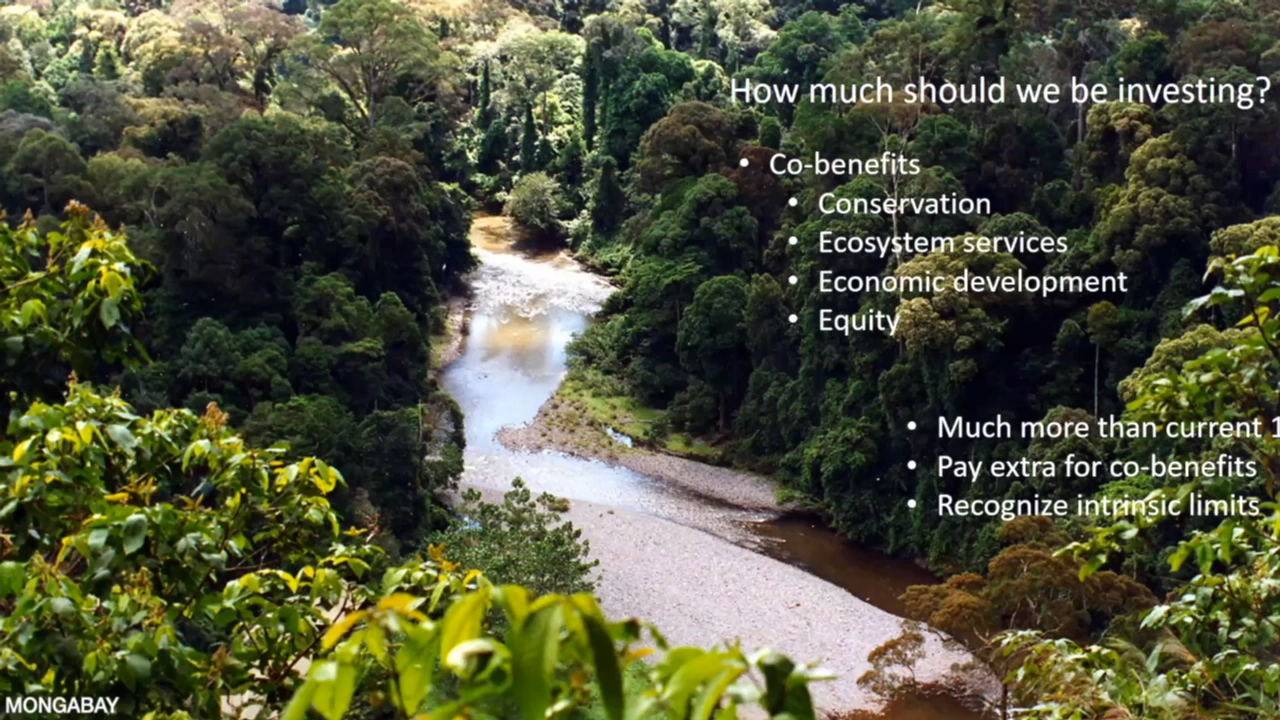 How much should we be investing?
• Co-benefits
• Conservation
• Ecosystem services
• Economic development
• Equity
• Much more than current 1
• Pay extra for co-benefits
• Recognize intrinsic limits
MONGABAY